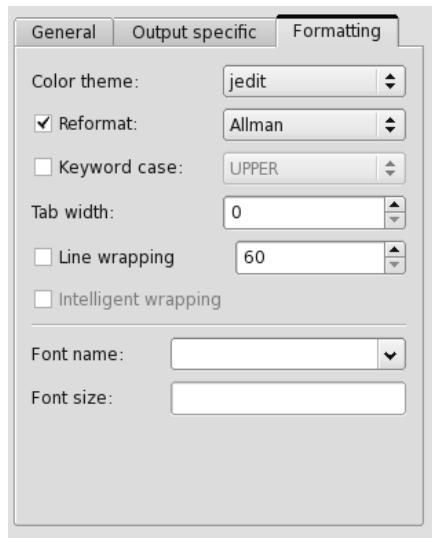 General Output specific Formatting
Color theme: jedit
Reformat: Allman
Keyword case: UPPER
Tab width: 0
Line wrapping 60
Intelligent wrapping
Font name:
Font size: